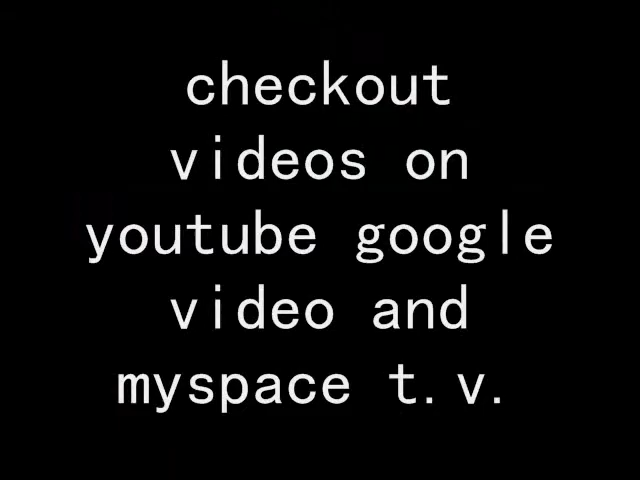 checkout
videos on
youtube google
video and
myspace t.v.